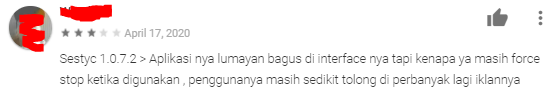 April 17, 2020
Sestyc 1.0.7.2 > Aplikasi nya lumayan bagus di interface nya tapi kenapa ya masih force
stop ketika digunakan , penggunanya masih sedikit tolong di perbanyak lagi iklannya